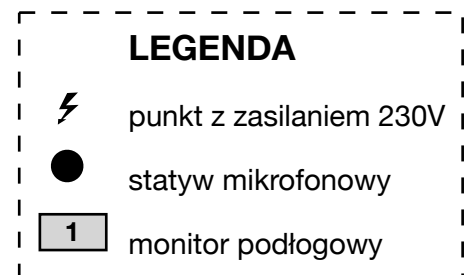 LEGENDA
punkt z zasilaniem 230V
statyw mikrofonowy
1 monitor podłogowy